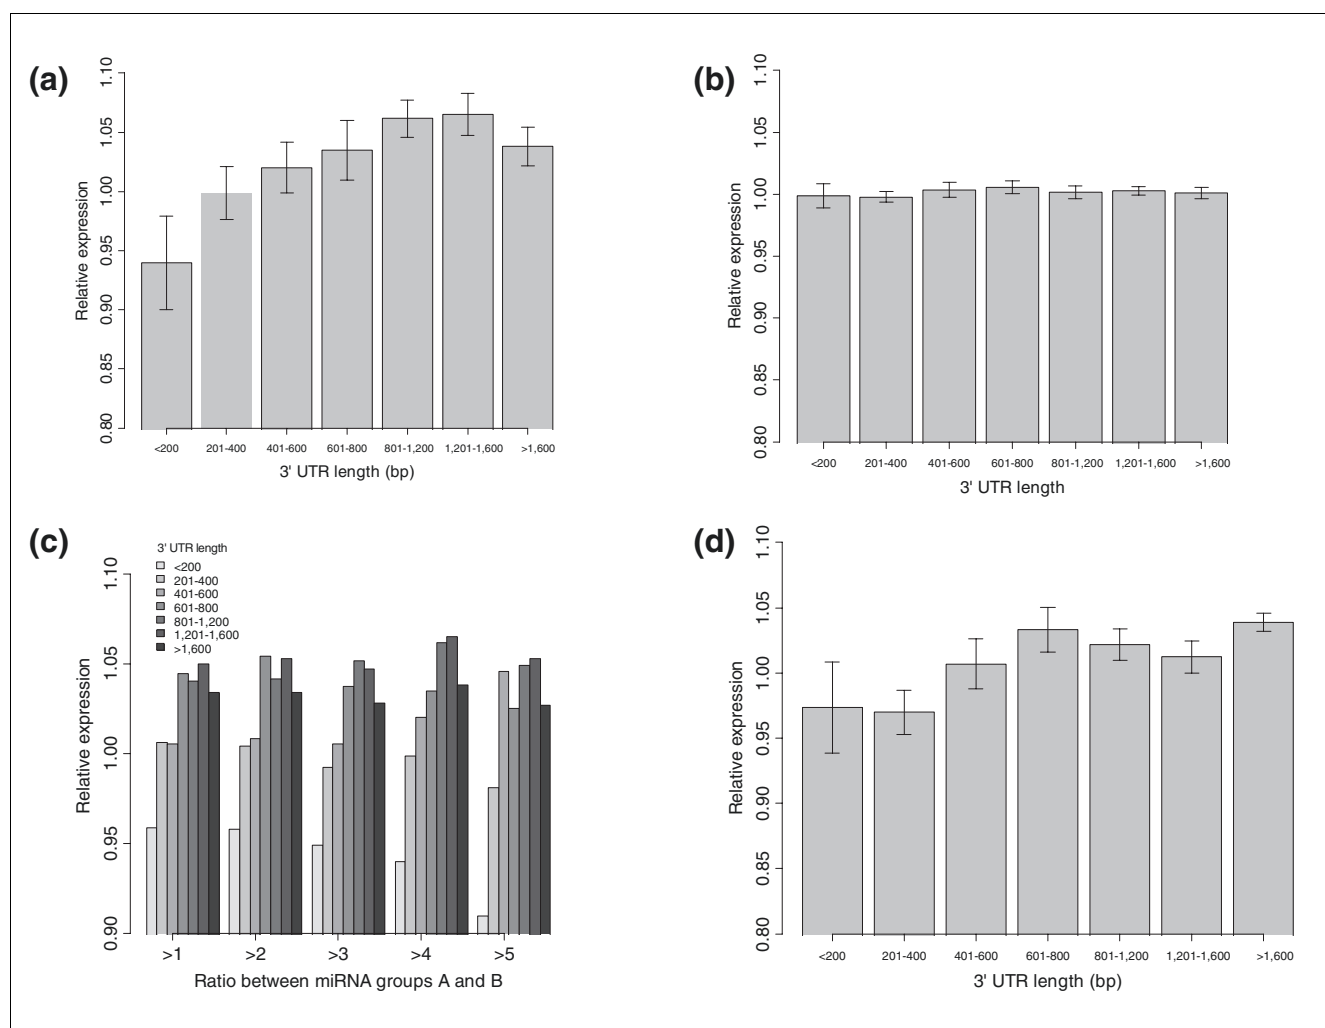 (a)
1.10
1.05
1.00
0.95
0.90
0.85
0.80
Relative expression
<200 201-400 401-600 601-800 801-1,200 1,201-1,600 >1,600
3' UTR length (bp)
(b)
1.10
1.05
1.00
0.95
0.90
0.85
0.80
Relative expression
<200 201-400 401-600 601-800 801-1,200 1,201-1,600 >1,600
3' UTR length
(c)
3' UTR length
<200
201-400
401-600
601-800
801-1,200
1,201-1,600
>1,600
1.10
1.05
1.00
0.95
0.90
Relative expression
>1 >2 >3 >4 >5
Ratio between miRNA groups A and B
(d)
1.10
1.05
1.00
0.95
0.90
0.85
0.80
Relative expression
<200 201-400 401-600 601-800 801-1,200 1,201-1,600 >1,600
3' UTR length (bp)